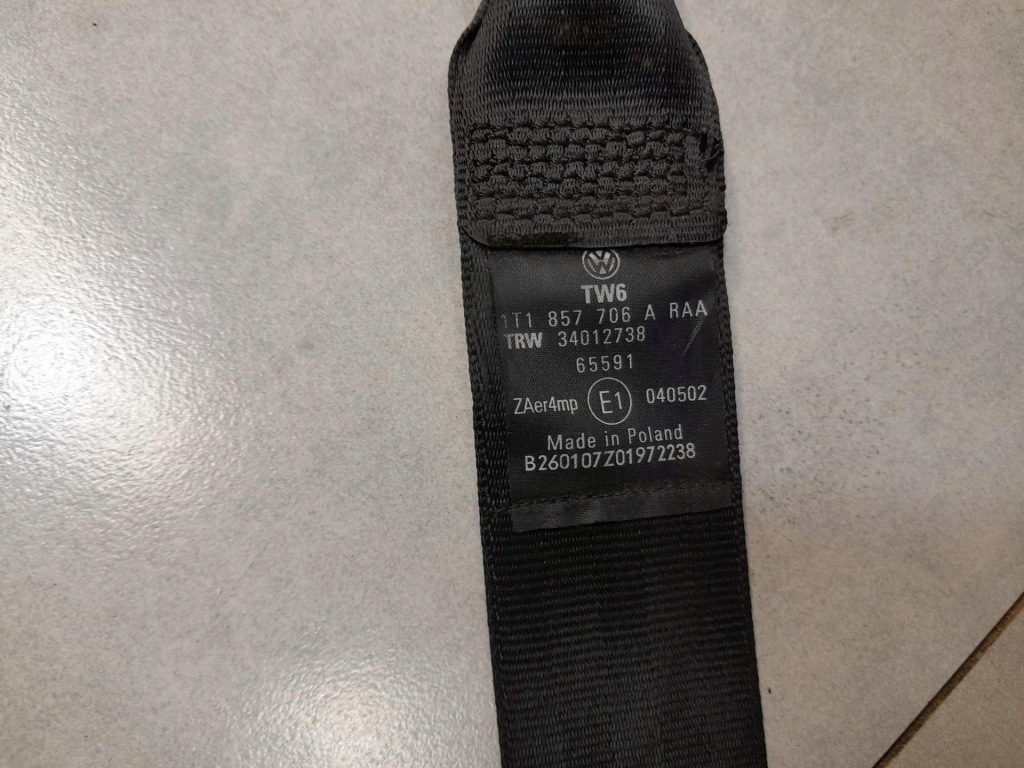 TW6
1T1 857 706 A RAA
TRW 34012738
65591
ZAer4mp E1 040502
Made in Poland
B260107Z01972238